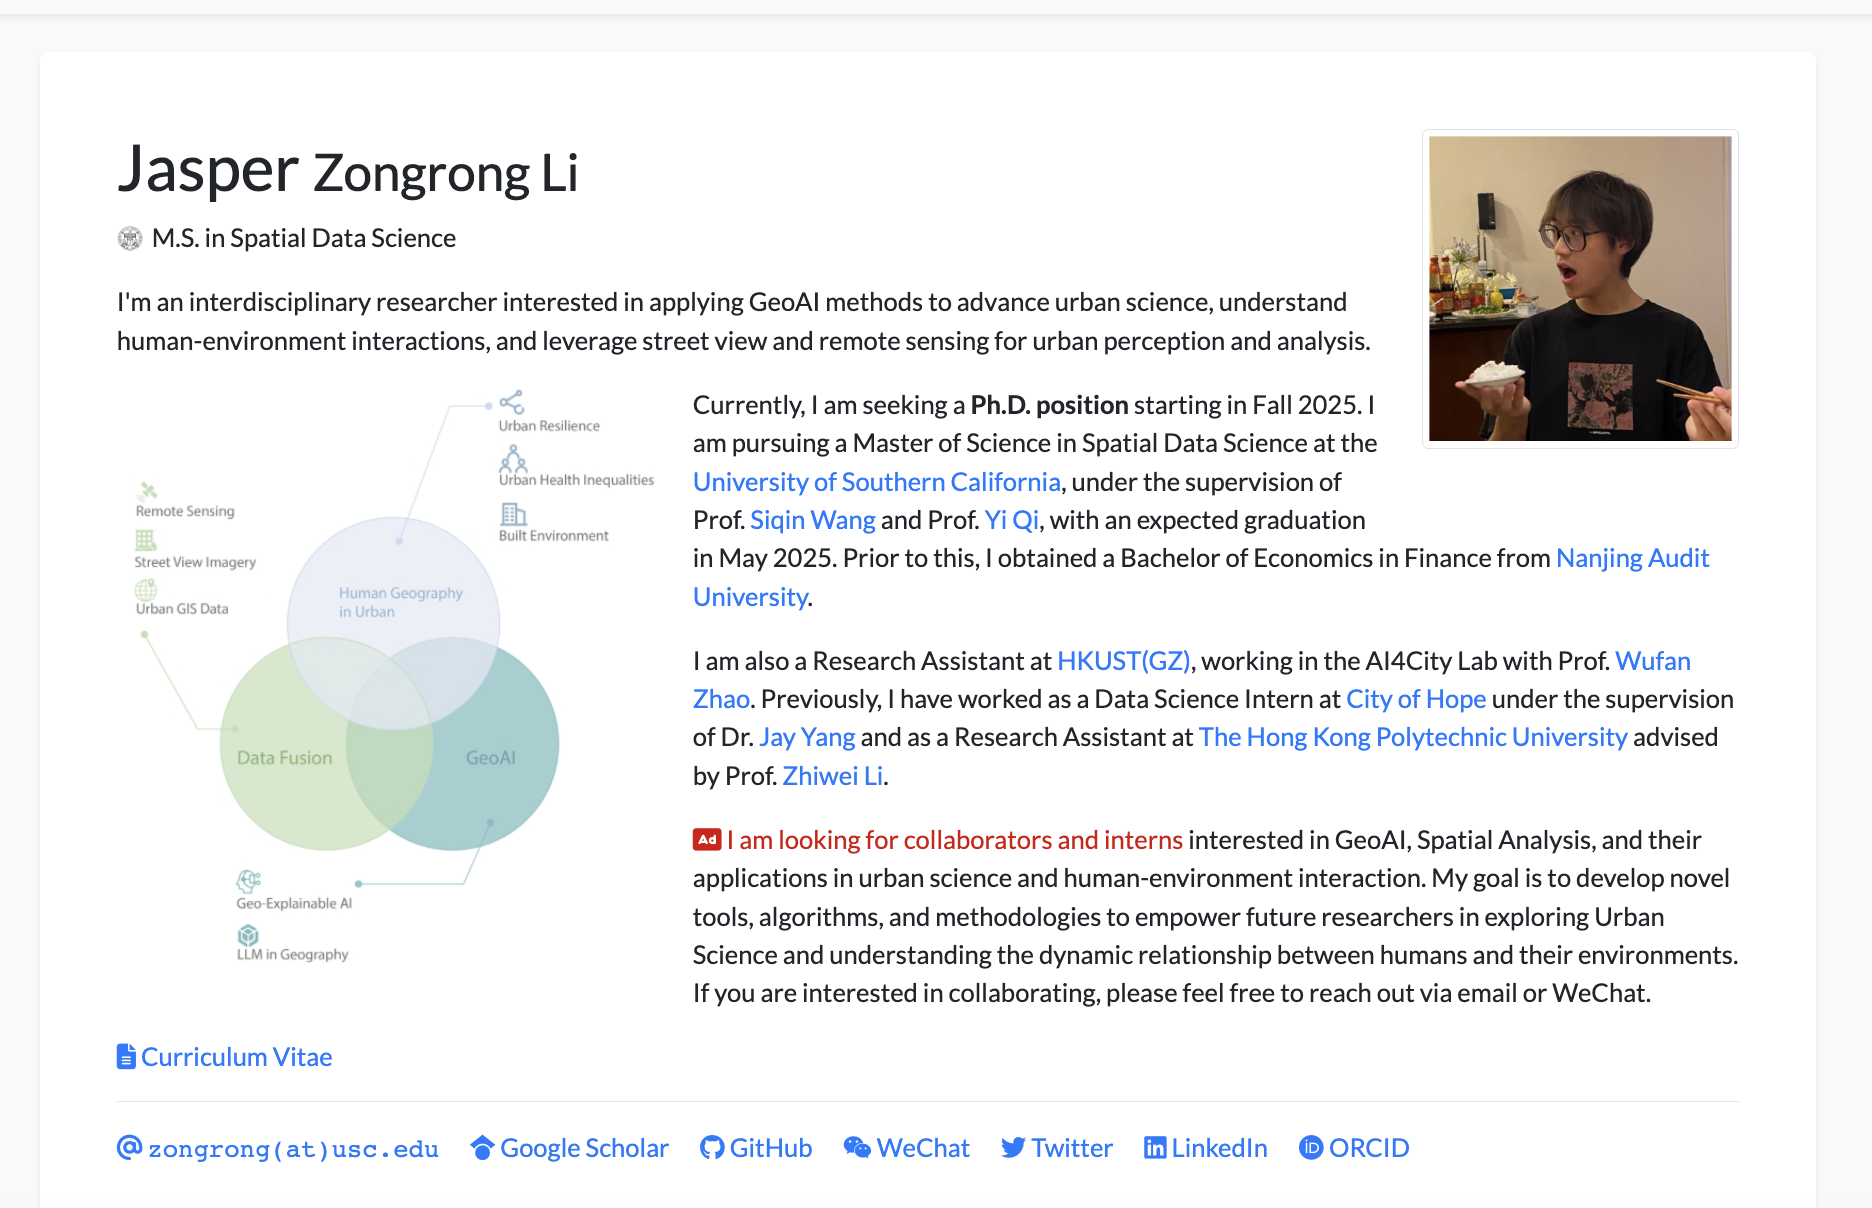 Jasper Zongrong Li
M.S. in Spatial Data Science
I'm an interdisciplinary researcher interested in applying GeoAI methods to advance urban science, understand
human-environment interactions, and leverage street view and remote sensing for urban perception and analysis.
Urban Resilience
Urban Health Inequalities
Built Environment
Remote Sensing
Street View Imagery
Urban GIS Data
Human Geography
in Urban
Data Fusion
GeoAI
Geo-Explainable AI
LLM in Geography
Currently, I am seeking a Ph.D. position starting in Fall 2025. I
am pursuing a Master of Science in Spatial Data Science at the
University of Southern California, under the supervision of
Prof. Siqin Wang and Prof. Yi Qi, with an expected graduation
in May 2025. Prior to this, I obtained a Bachelor of Economics in Finance from Nanjing Audit
University.
I am also a Research Assistant at HKUST(GZ), working in the AI4City Lab with Prof. Wufan
Zhao. Previously, I have worked as a Data Science Intern at City of Hope under the supervision
of Dr. Jay Yang and as a Research Assistant at The Hong Kong Polytechnic University advised
by Prof. Zhiwei Li.
Ad I am looking for collaborators and interns interested in GeoAI, Spatial Analysis, and their
applications in urban science and human-environment interaction. My goal is to develop novel
tools, algorithms, and methodologies to empower future researchers in exploring Urban
Science and understanding the dynamic relationship between humans and their environments.
If you are interested in collaborating, please feel free to reach out via email or WeChat.
Curriculum Vitae
zongrong(at)usc.edu Google Scholar GitHub WeChat Twitter LinkedIn ORCID